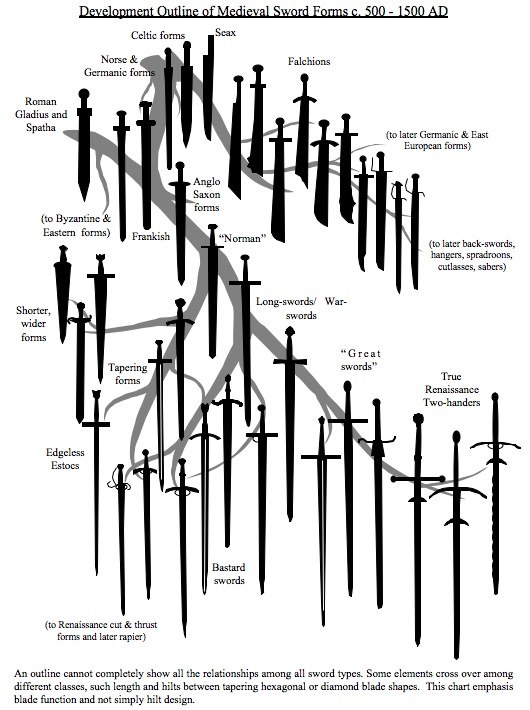 Development Outline of Medieval Sword Forms c. 500 - 1500 AD
Celtic forms
Seax
Norse &
Germanic forms
Falchions
Roman
Gladius and
Spatha
(to later Germanic & East
European forms)
Anglo
Saxon
forms
(to Byzantine &
Eastern forms)
Frankish
“Norman”
(to later back-swords,
hangers, spradroons,
cutlasses, sabers)
Shorter,
wider
forms
Long-swords/ War-
swords
Tapering
forms
“Great
swords”
True
Renaissance
Two-handers
Edgeless
Estocs
Bastard
swords
(to Renaissance cut & thrust
forms and later rapier)
An outline cannot completely show all the relationships among all sword types. Some elements cross over among
different classes, such length and hilts between tapering hexagonal or diamond blade shapes. This chart emphasis
blade function and not simply hilt design.